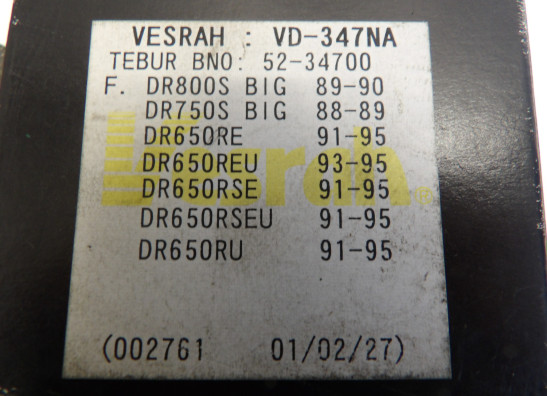 VESRAH : VD-347NA
TEBUR BNO: 52-34700
F. DR800S BIG 89-90
DR750S BIG 88-89
DR650RE 91-95
DR650REU 93-95
DR650RSE 91-95
DR650RSEU 91-95
DR650RU 91-95
Vesrah®
(002761 01/02/27)